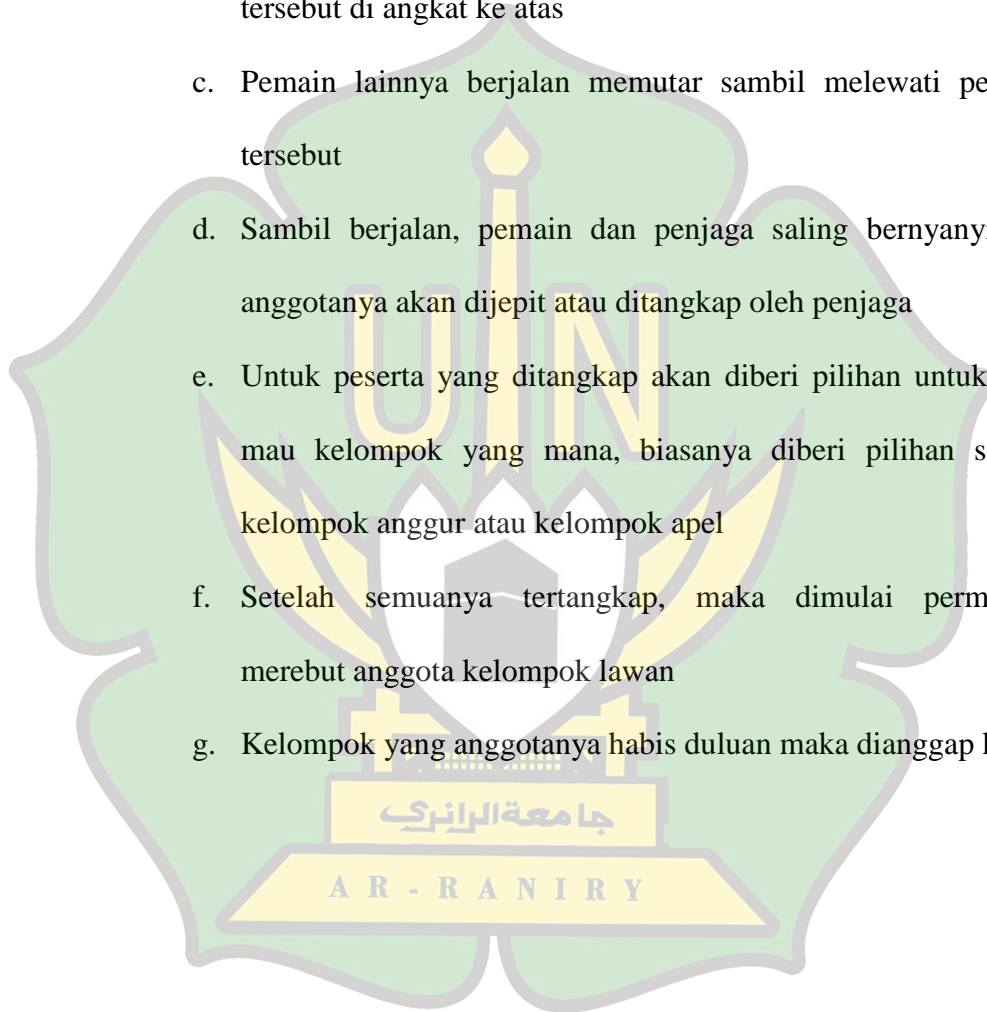 tersebut di angkat ke atas
c. Pemain lainnya berjalan memutar sambil melewati pe
tersebut
d. Sambil berjalan, pemain dan penjaga saling bernyany
anggotanya akan dijepit atau ditangkap oleh penjaga
e. Untuk peserta yang ditangkap akan diberi pilihan untuk
mau kelompok yang mana, biasanya diberi pilihan s
kelompok anggur atau kelompok apel
f. Setelah semuanya tertangkap, maka dimulai perm
merebut anggota kelompok lawan
g. Kelompok yang anggotanya habis duluan maka dianggap
UIN
جامعة الرانري
AR-RANIRY